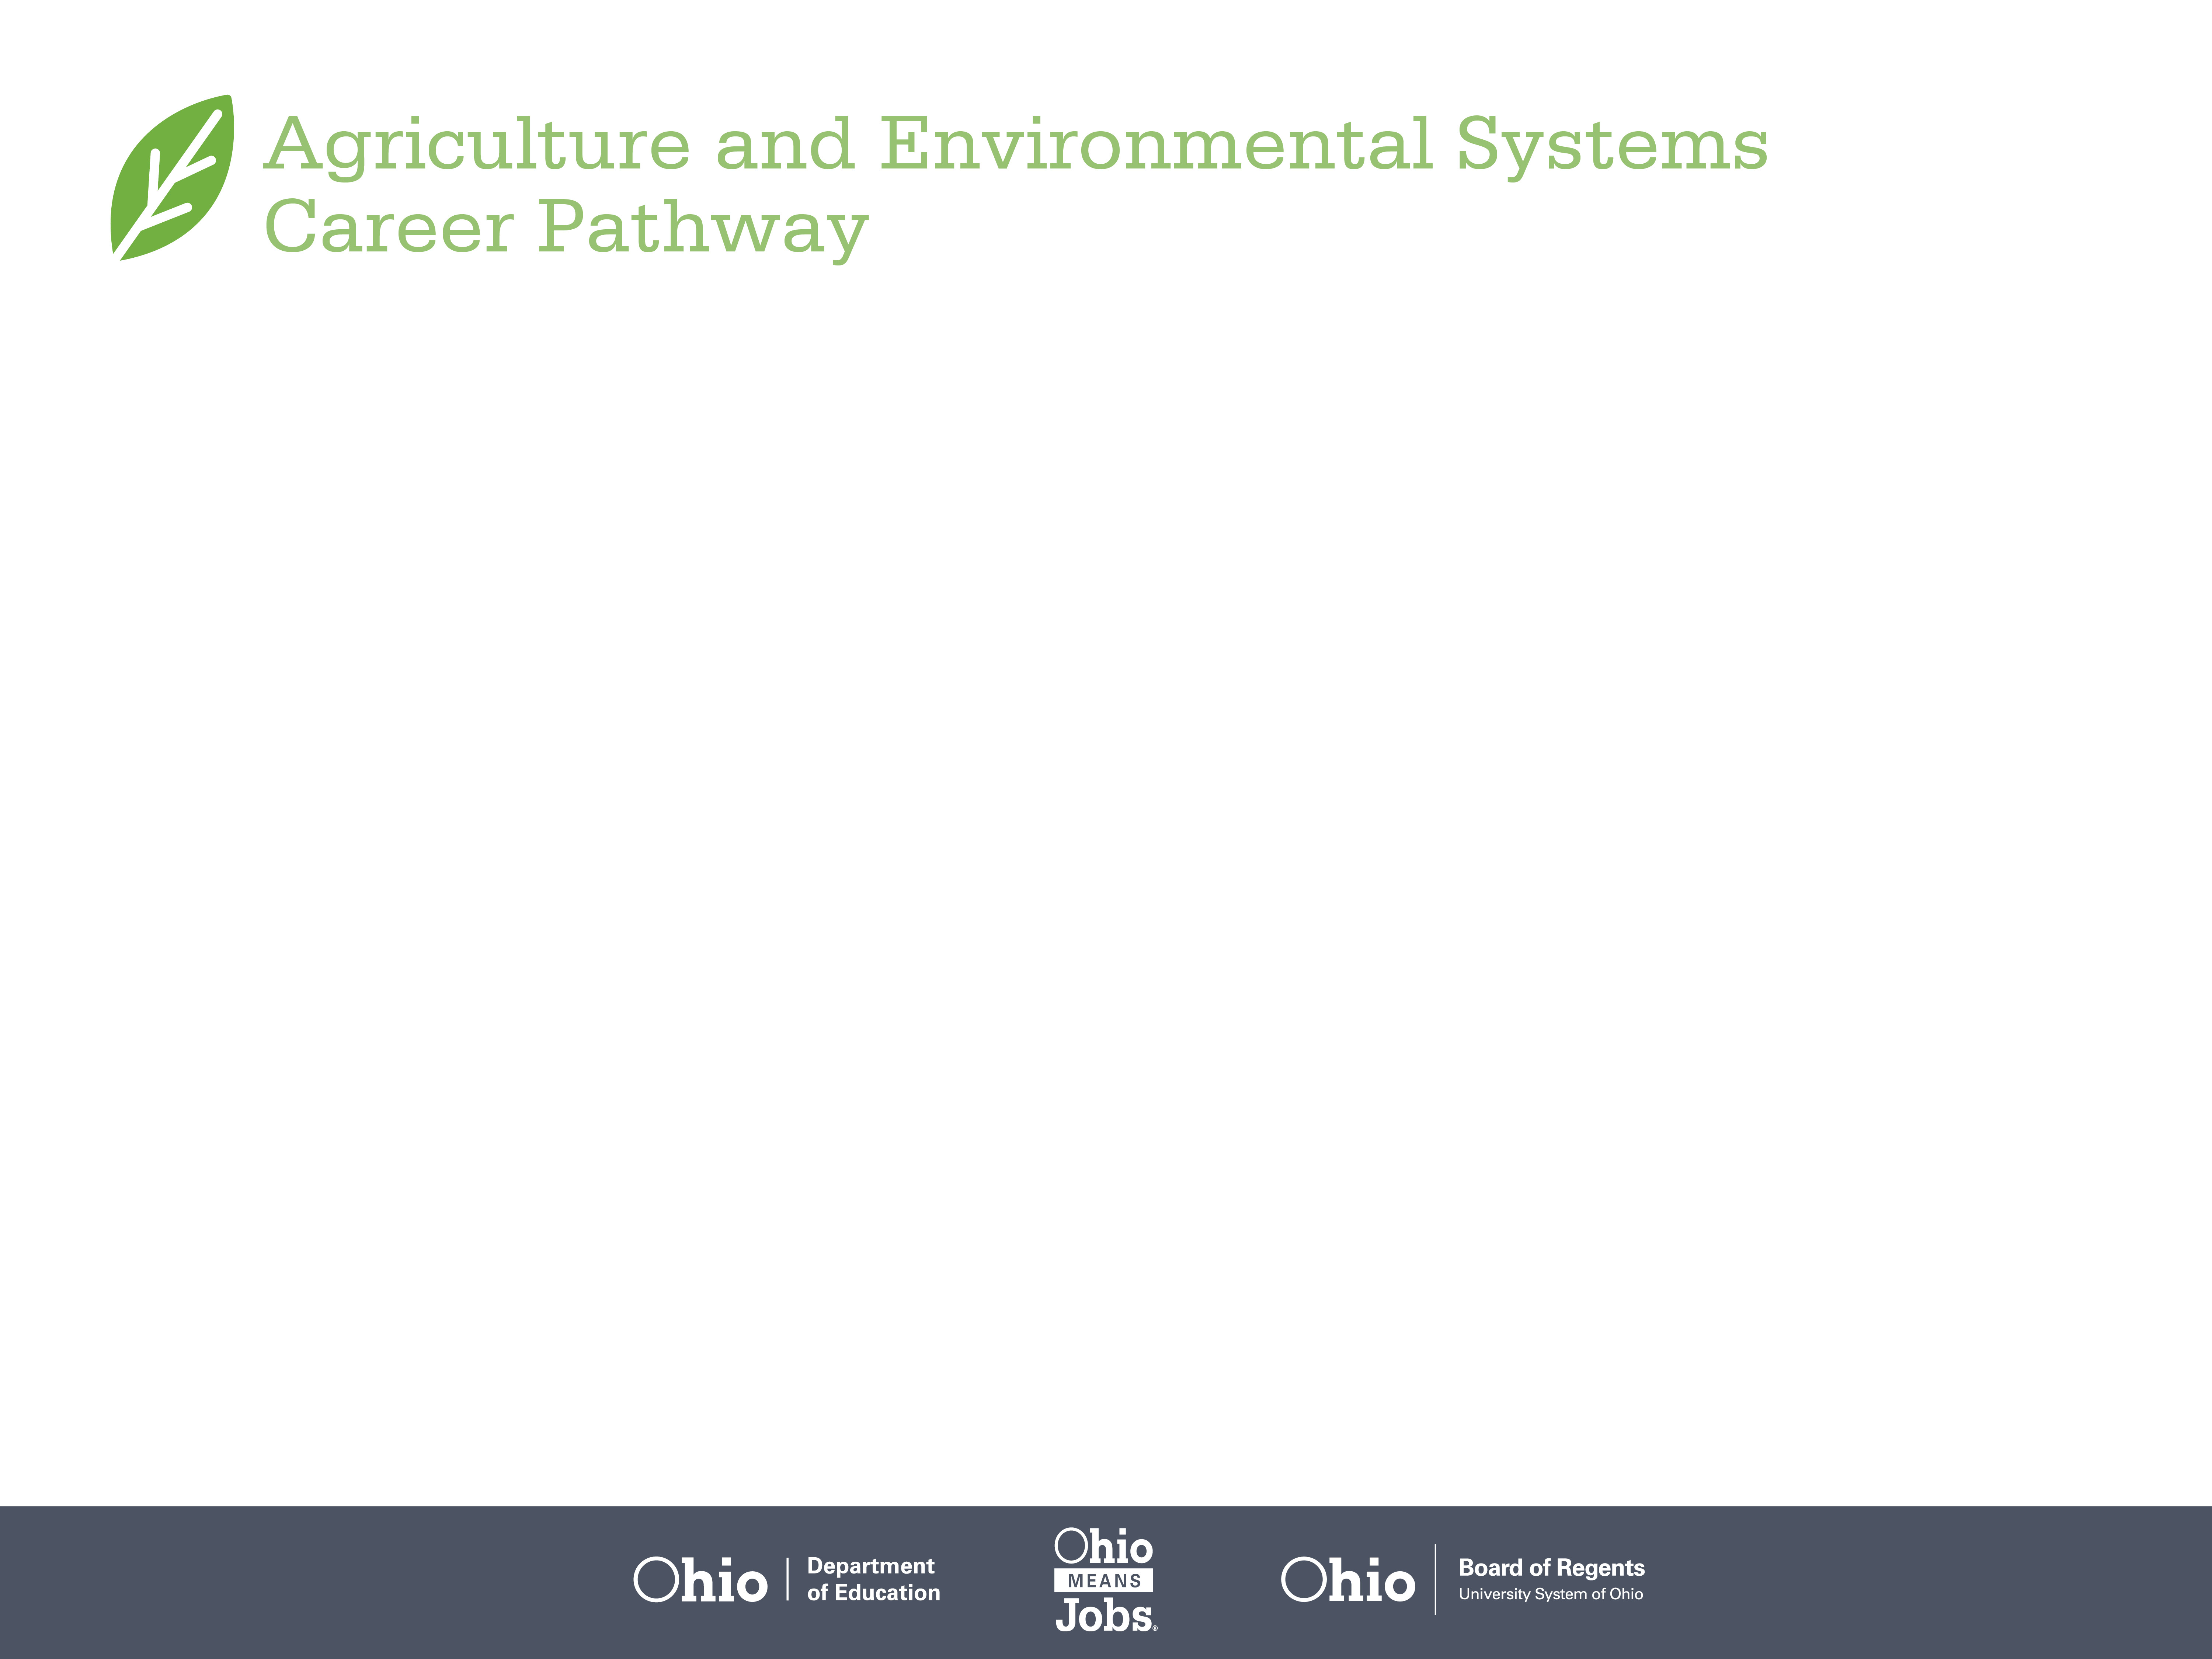 Agriculture and Environmental Systems
Career Pathway
Ohio
Department
of Education
Ohio
MEANS
Jobs®
Ohio
Board of Regents
University System of Ohio